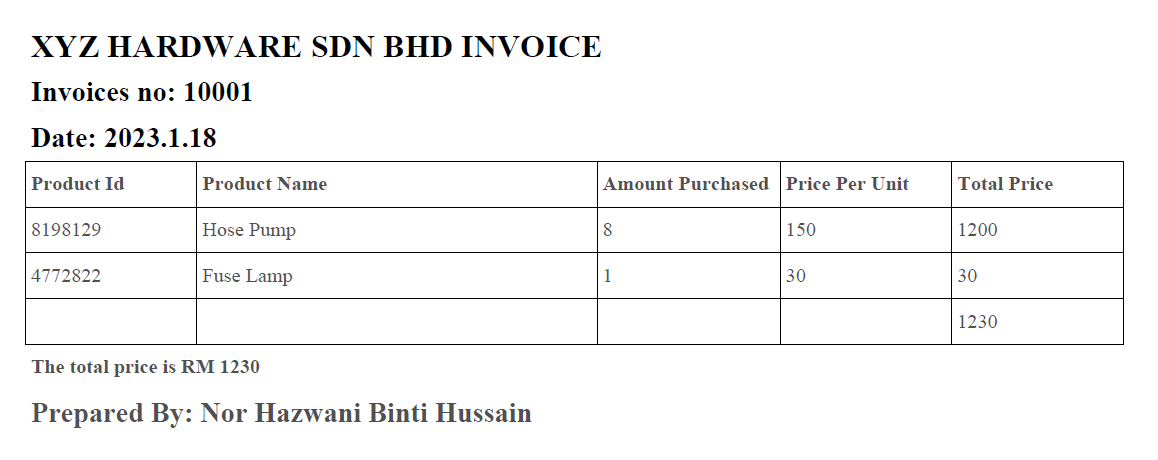 XYZ HARDWARE SDN BHD INVOICE
Invoices no: 10001
Date: 2023.1.18
Product Id Product Name Amount Purchased Price Per Unit Total Price
8198129 Hose Pump 8 150 1200
4772822 Fuse Lamp 1 30 30
1230
The total price is RM 1230
Prepared By: Nor Hazwani Binti Hussain